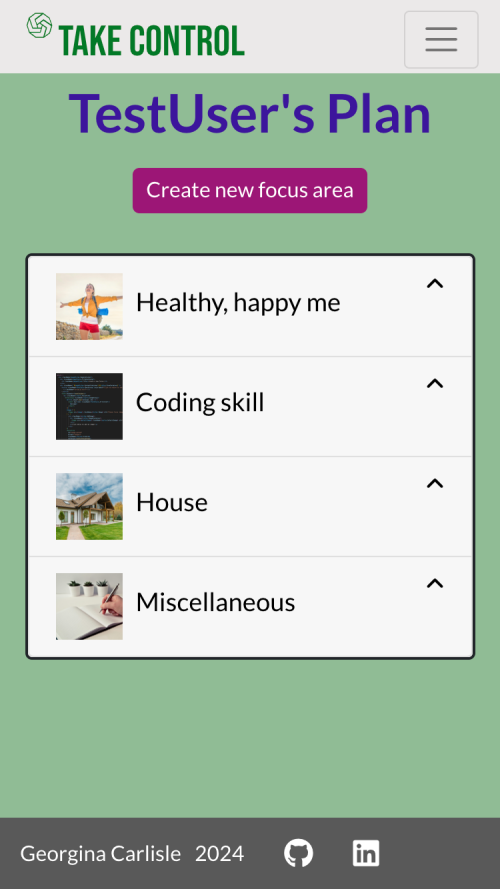 TAKE CONTROL
TestUser's Plan
Create new focus area
Healthy, happy me
Coding skill
House
Miscellaneous
Georgina Carlisle 2024